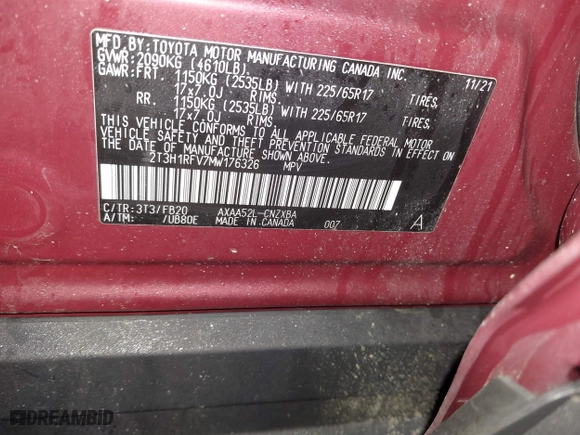 MFD.BY:TOYOTA MOTOR MANUFACTURING CANADA INC.
GVWR:2090KG (4610LB) 11/21
GAWR:FRT. 1150KG (2535LB) WITH 225/65R17 TIRES,
17x7.0J RIMS.
RR. 1150KG (2535LB) WITH 225/65R17 TIRES,
17x7.0J RIMS.
THIS VEHICLE CONFORMS TO ALL APPLICABLE FEDERAL MOTOR
VEHICLE SAFETY AND THEFT PREVENTION STANDARDS IN EFFECT ON
THE DATE OF MANUFACTURE SHOWN ABOVE.
2T3H1RFV7MW176326 MPV
C/TR:3T3/FB20 AXAA52L-CNZXBA
A/TM: /UB80E MADE IN CANADA 007 A
DREAMBID